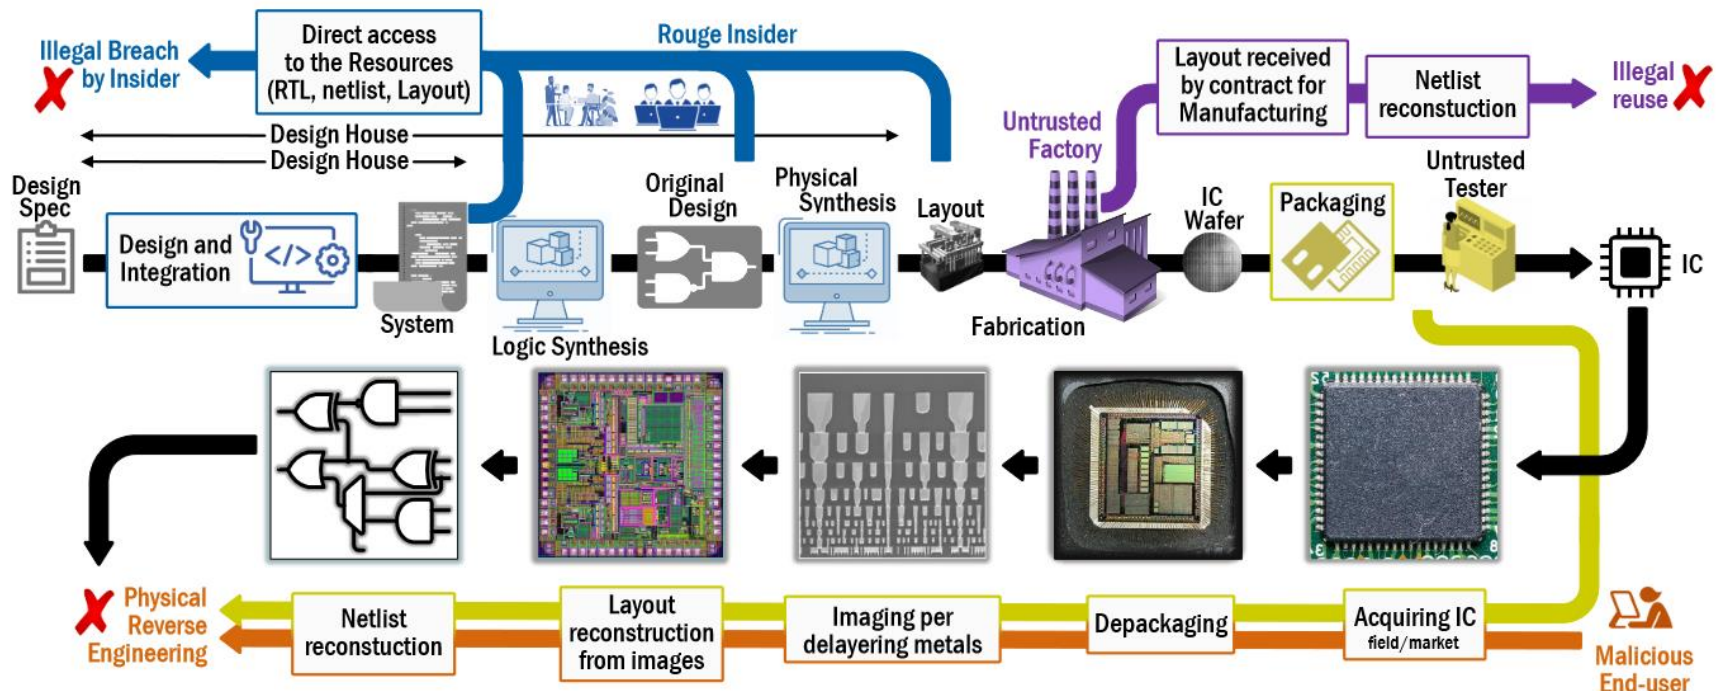 Illegal Breach
by Insider
Direct access
to the Resources
(RTL, netlist, Layout)
Rouge Insider
Layout received
by contract for
Manufacturing
Netlist
reconstuction
Illegal
reuse
Design House
Design House
Untrusted
Factory
Untrusted
Tester
Design
Spec
Design and
Integration
System
Logic Synthesis
Original
Design
Physical
Synthesis
Layout
Fabrication
IC
Wafer
Packaging
IC
Physical
Reverse
Engineering
Netlist
reconstuction
Layout
reconstruction
from images
Imaging per
delayering metals
Depackaging
Acquiring IC
field/market
Malicious
End-user